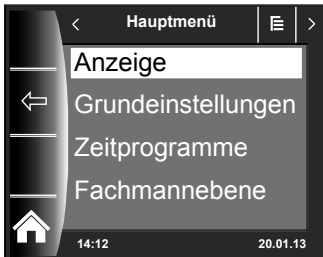 Hauptmenü
Anzeige
Grundeinstellungen
Zeitprogramme
Fachmannebene
14:12 20.01.13